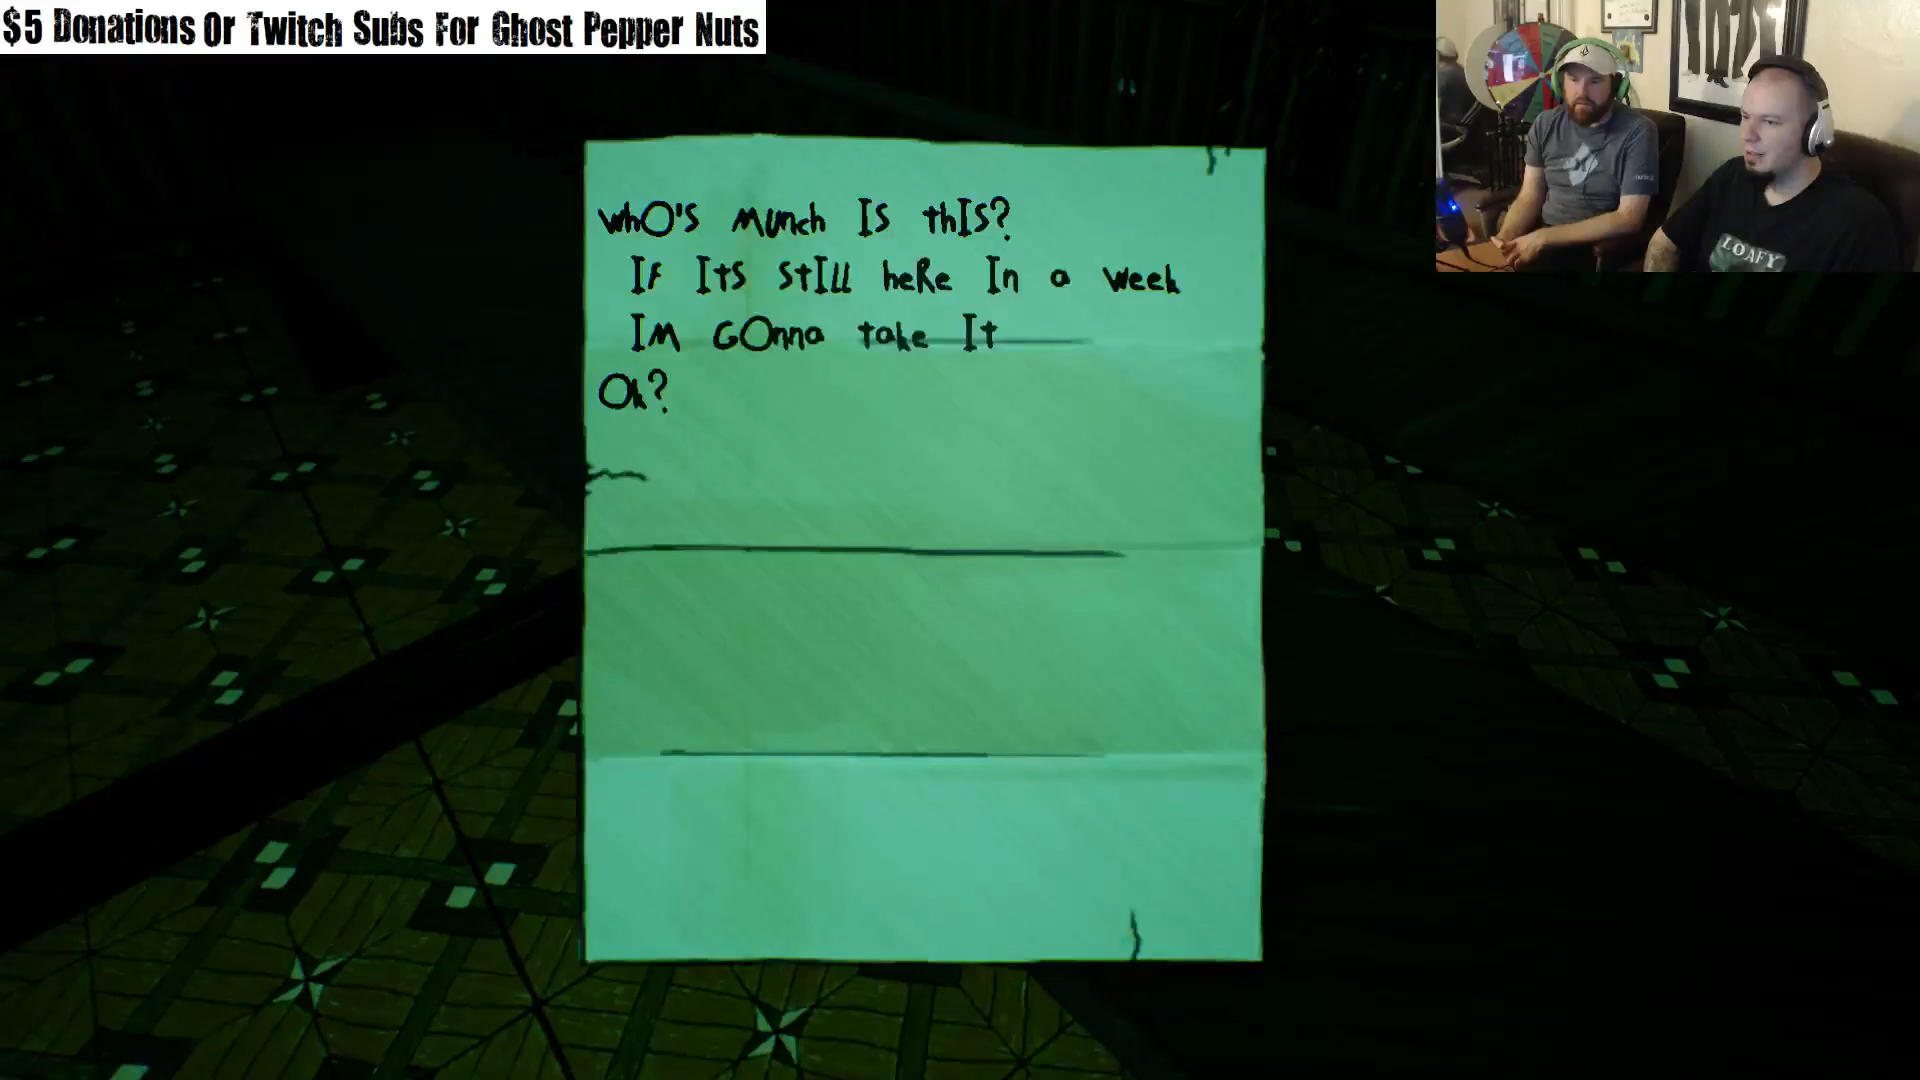 $5 Donations Or Twitch Subs For Ghost Pepper Nuts
whO's Munch Is thIs?
If Its stIll heRe In a week
IM GOnna take It
Ok?
LOAFY